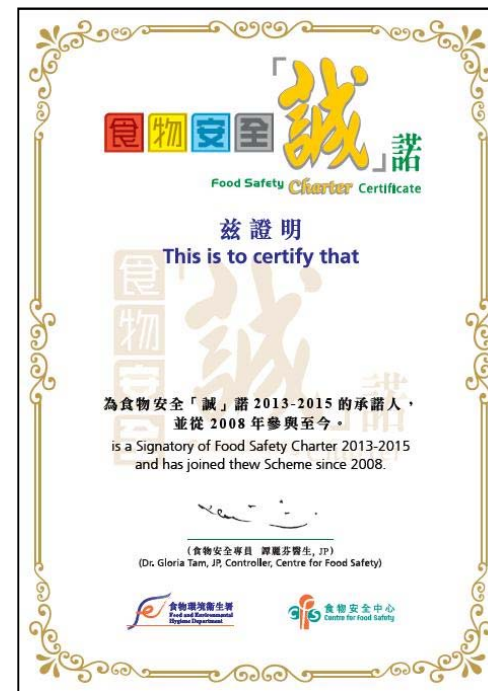 食物安全「誠」諾
Food Safety Charter Certificate
茲證明
This is to certify that
為食物安全「誠」諾 2013-2015 的承諾人，
並從 2008 年參與至今。
is a Signatory of Food Safety Charter 2013-2015
and has joined thew Scheme since 2008.
(食物安全專員 譚麗芬醫生, JP)
(Dr. Gloria Tam, JP, Controller, Centre for Food Safety)
食物環境衞生署
Food and Environmental
Hygiene Department
cfs
食物安全中心
Centre for Food Safety